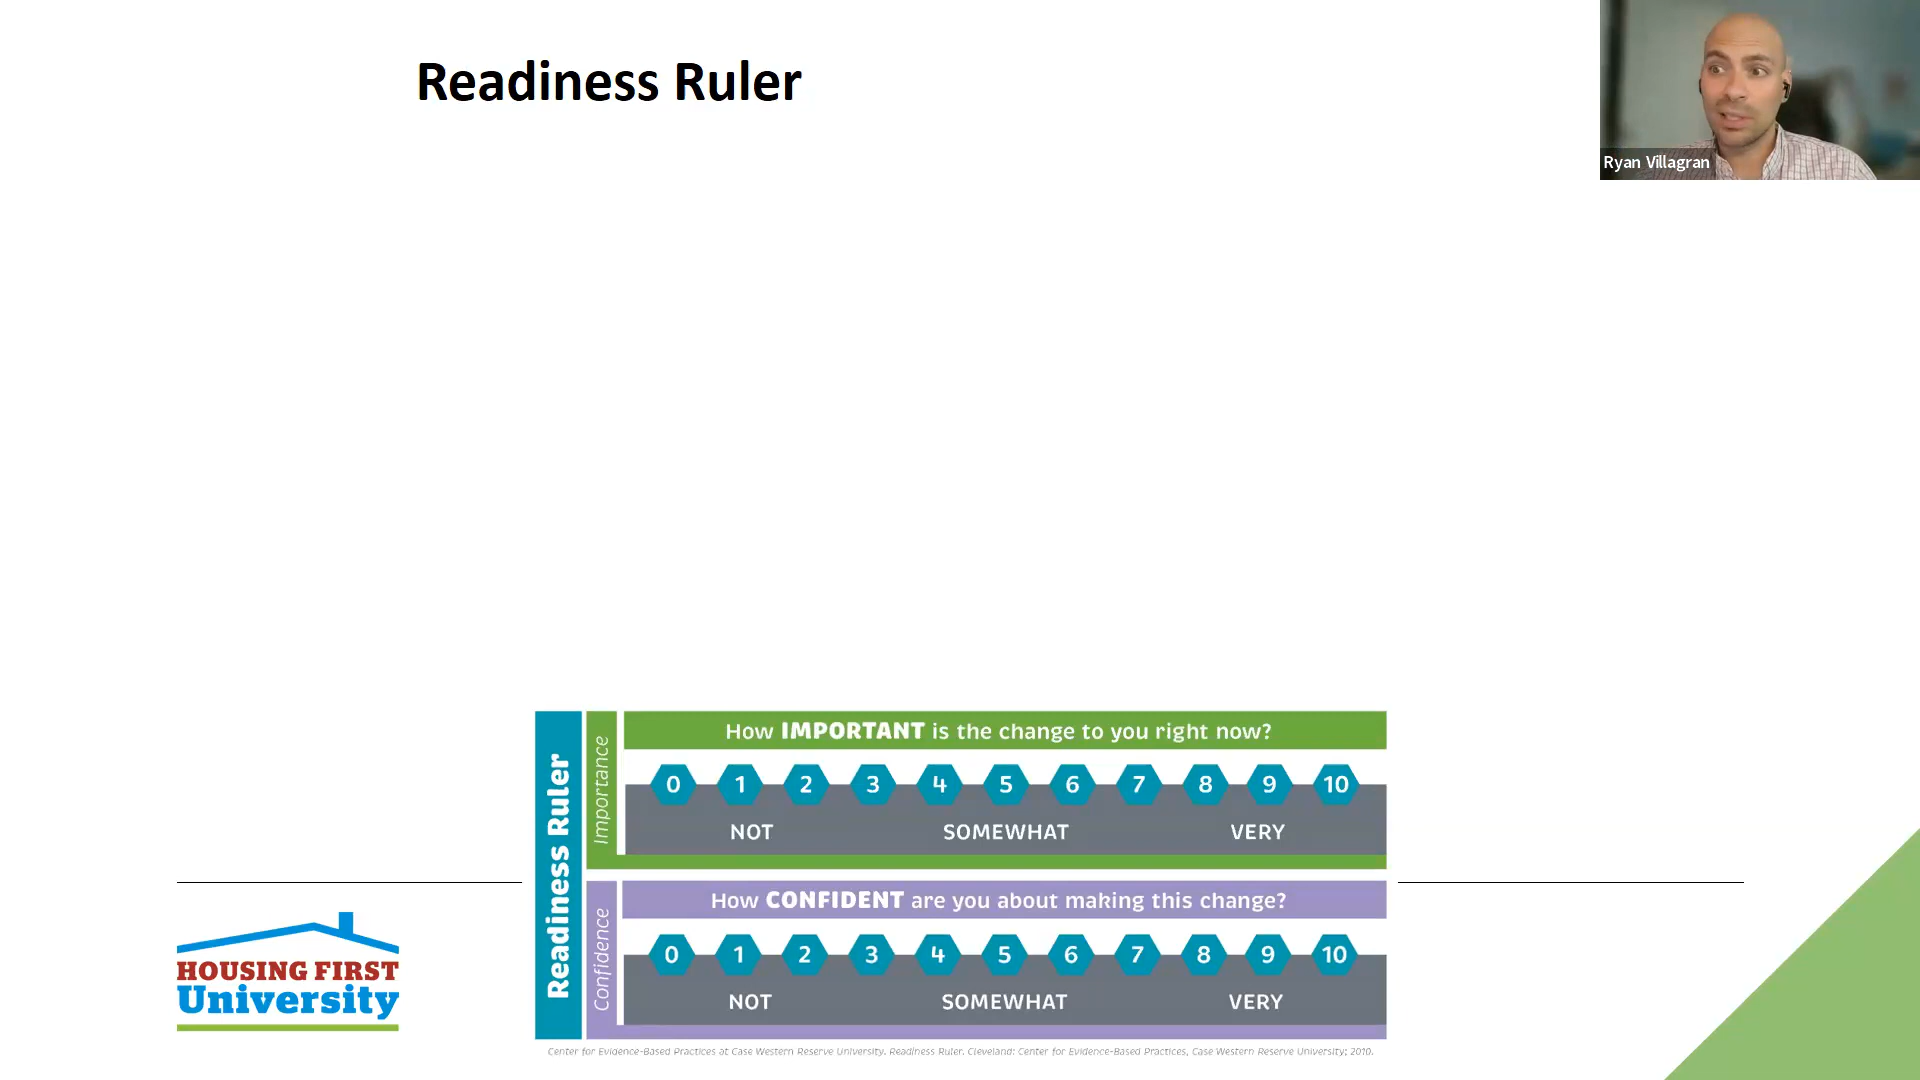 Readiness Ruler
Ryan Villagran
Readiness Ruler
Importance
How IMPORTANT is the change to you right now?
0 1 2 3 4 5 6 7 8 9 10
NOT SOMEWHAT VERY
Confidence
How CONFIDENT are you about making this change?
0 1 2 3 4 5 6 7 8 9 10
NOT SOMEWHAT VERY
HOUSING FIRST
University
Center for Evidence-Based Practices at Case Western Reserve University. Readiness Ruler. Cleveland: Center for Evidence-Based Practices, Case Western Reserve University; 2010.